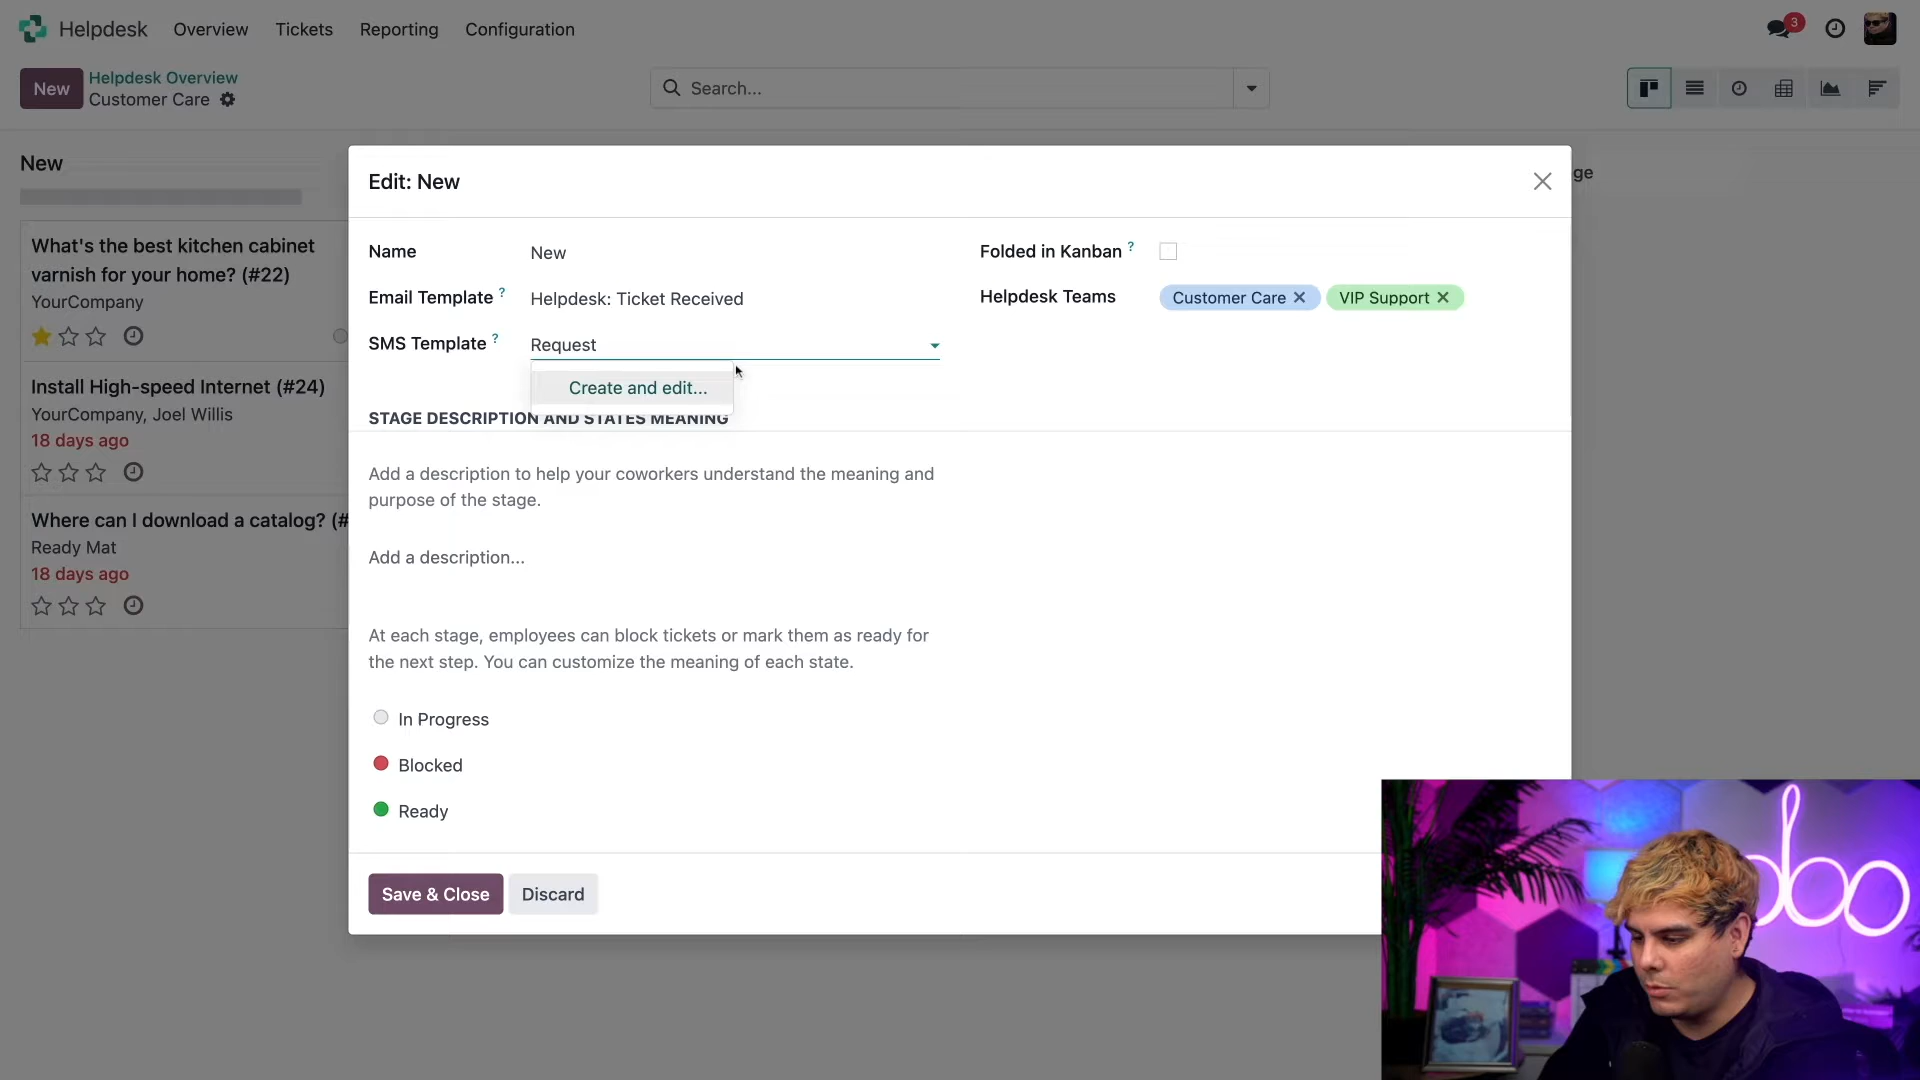 Helpdesk
Overview
Tickets
Reporting
Configuration
3
New
Helpdesk Overview
Customer Care
Search...
New
What's the best kitchen cabinet
varnish for your home? (#22)
YourCompany
Install High-speed Internet (#24)
YourCompany, Joel Willis
18 days ago
Where can I download a catalog? (#
Ready Mat
18 days ago
ge
Edit: New
Name
New
Email Template ?
Helpdesk: Ticket Received
SMS Template ?
Request
Create and edit...
Folded in Kanban ?
Helpdesk Teams
Customer Care
VIP Support
STAGE DESCRIPTION AND STATES MEANING
Add a description to help your coworkers understand the meaning and
purpose of the stage.
Add a description...
At each stage, employees can block tickets or mark them as ready for
the next step. You can customize the meaning of each state.
In Progress
Blocked
Ready
Save & Close
Discard